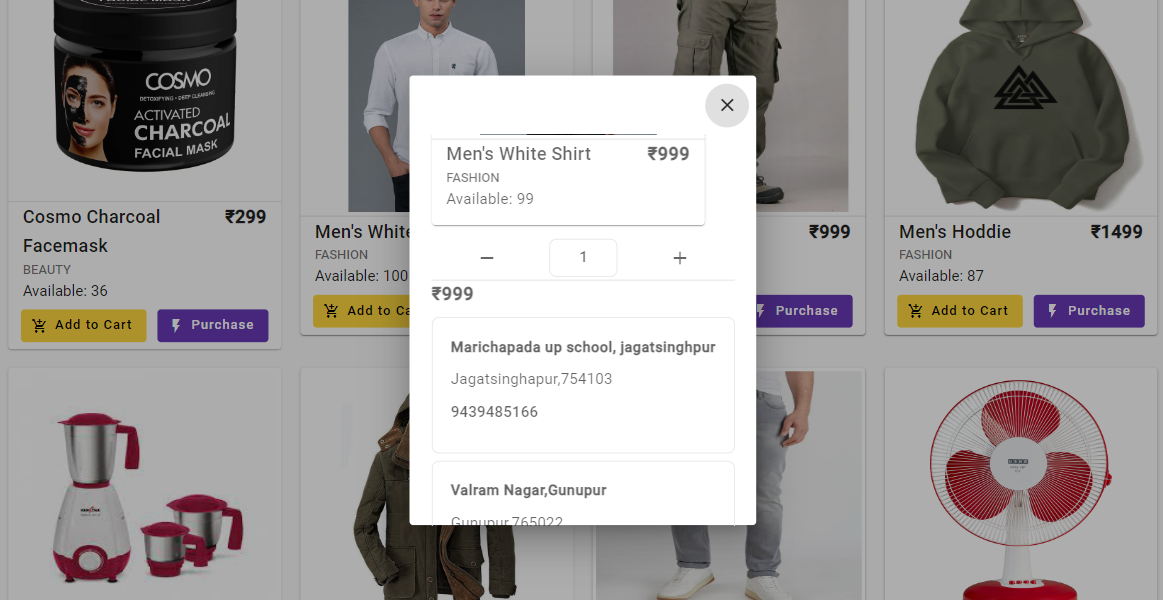 COSMO
DETOXIFYING • DEEP CLEANSING
ACTIVATED
CHARCOAL
FACIAL MASK
Cosmo Charcoal
Facemask
₹299
BEAUTY
Available: 36
Add to Cart
Purchase
Men's White
FASHION
Available: 100
Add to Ca
Men's White Shirt
₹999
FASHION
Available: 99
1
₹999
Marichapada up school, jagatsinghpur
Jagatsinghapur,754103
9439485166
Valram Nagar,Gunupur
Gunupur,765022
₹999
Purchase
Men's Hoddie
₹1499
FASHION
Available: 87
Add to Cart
Purchase